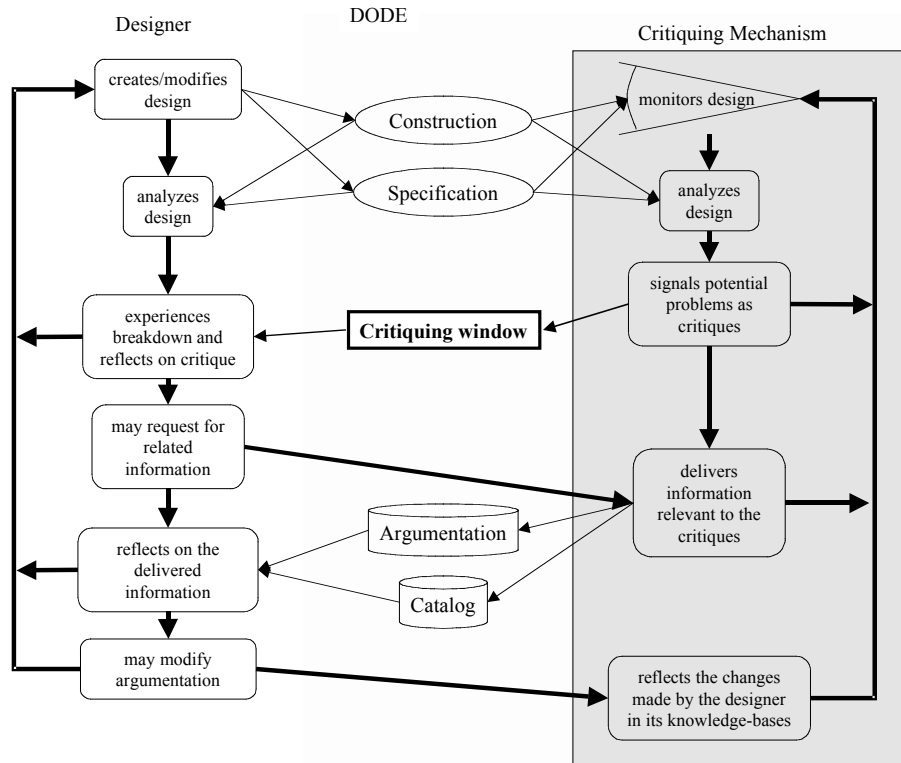 Designer
DODE
Critiquing Mechanism
creates/modifies
design
Construction
monitors design
analyzes
design
Specification
analyzes
design
experiences
breakdown and
reflects on critique
Critiquing window
signals potential
problems as
critiques
may request for
related
information
delivers
information
relevant to the
critiques
Argumentation
reflects on the
delivered
information
Catalog
may modify
argumentation
reflects the changes
made by the designer
in its knowledge-bases